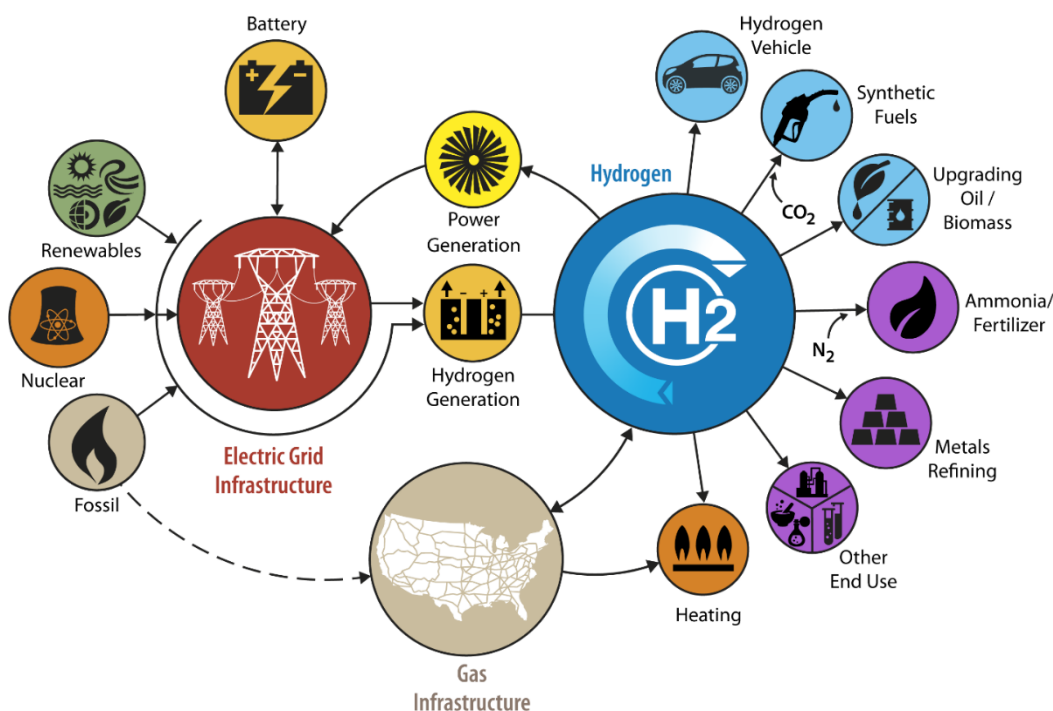 Battery
Hydrogen
Vehicle
Synthetic
Fuels
Renewables
Power
Generation
Hydrogen
CO2
Upgrading
Oil /
Biomass
Nuclear
Hydrogen
Generation
H2
N2
Ammonia/
Fertilizer
Fossil
Electric Grid
Infrastructure
Metals
Refining
Other
End Use
Heating
Gas
Infrastructure